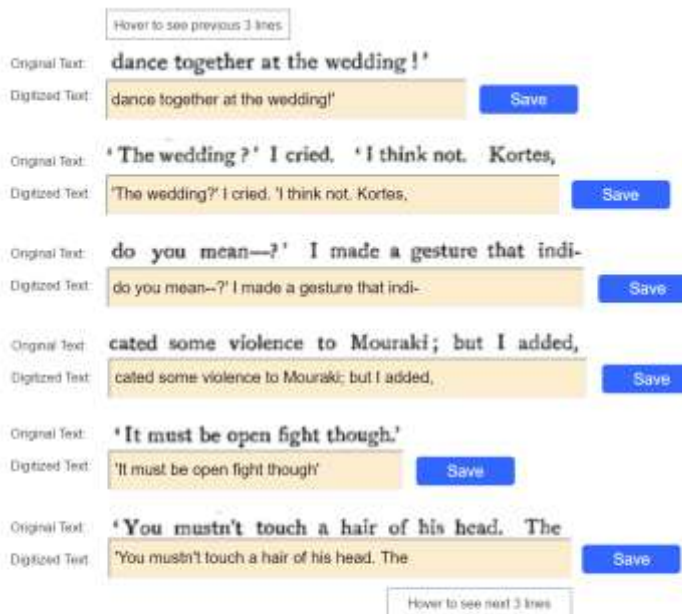 Hover to see previous 3 lines
Original Text: dance together at the wedding!'
Digitized Text: dance together at the wedding!' Save
Original Text: 'The wedding?' I cried. 'I think not. Kortes,
Digitized Text: 'The wedding?' I cried. 'I think not. Kortes, Save
Original Text: do you mean—?' I made a gesture that indi-
Digitized Text: do you mean--?' I made a gesture that indi- Save
Original Text: cated some violence to Mouraki; but I added,
Digitized Text: cated some violence to Mouraki; but I added, Save
Original Text: 'It must be open fight though.'
Digitized Text: 'It must be open fight though' Save
Original Text: 'You mustn't touch a hair of his head. The
Digitized Text: 'You mustn't touch a hair of his head. The Save
Hover to see next 3 lines